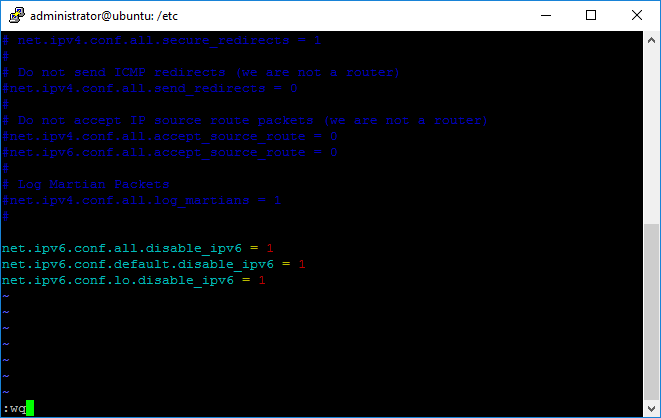 administrator@ubuntu: /etc
# net.ipv4.conf.all.secure_redirects = 1
#
# Do not send ICMP redirects (we are not a router)
#net.ipv4.conf.all.send_redirects = 0
#
# Do not accept IP source route packets (we are not a router)
#net.ipv4.conf.all.accept_source_route = 0
#net.ipv6.conf.all.accept_source_route = 0
#
# Log Martian Packets
#net.ipv4.conf.all.log_martians = 1
#
net.ipv6.conf.all.disable_ipv6 = 1
net.ipv6.conf.default.disable_ipv6 = 1
net.ipv6.conf.lo.disable_ipv6 = 1
~
~
~
~
~
~
~
:wq